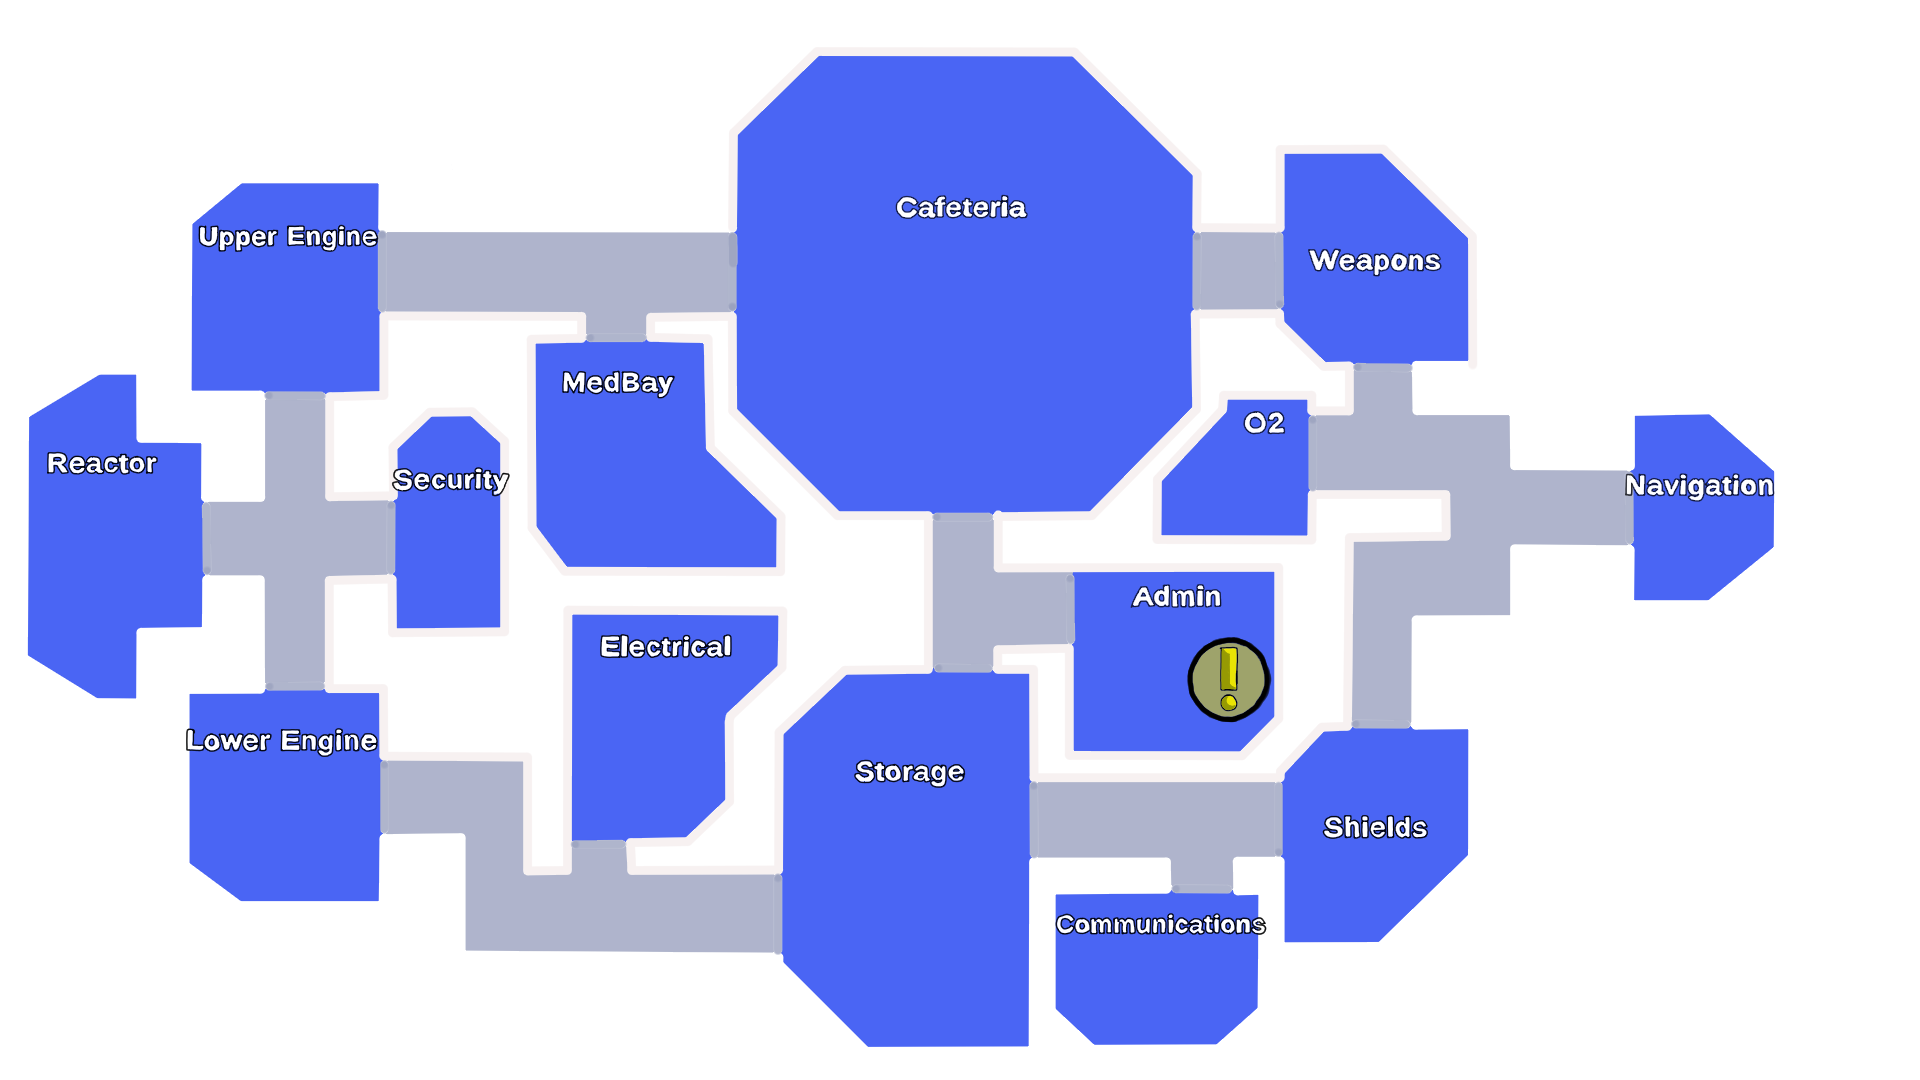 Cafeteria
Upper Engine
Weapons
MedBay
O2
Reactor
Security
Navigation
Admin
!
Electrical
Lower Engine
Storage
Shields
Communications